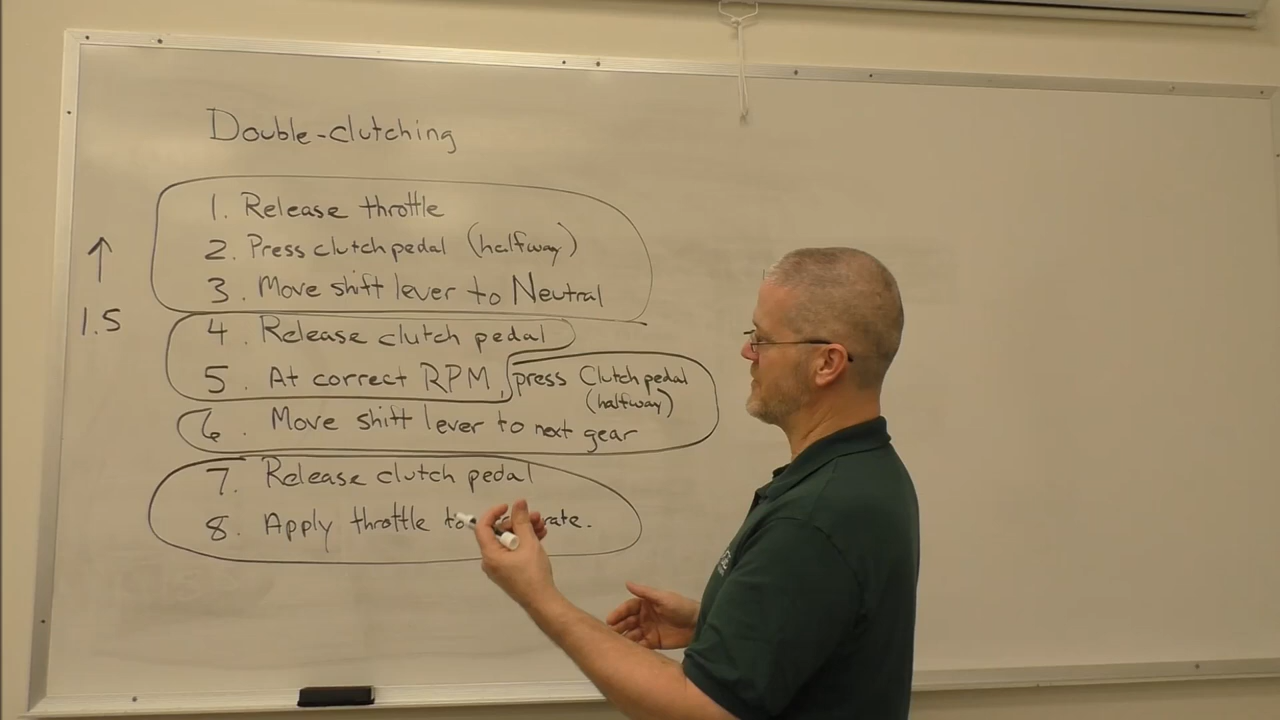 Double-clutching
1. Release throttle
2. Press clutch pedal (halfway)
3. Move shift lever to Neutral
↑
1.5
4. Release clutch pedal
5. At correct RPM, press Clutch pedal
(halfway)
6. Move shift lever to next gear
7. Release clutch pedal
8. Apply throttle to